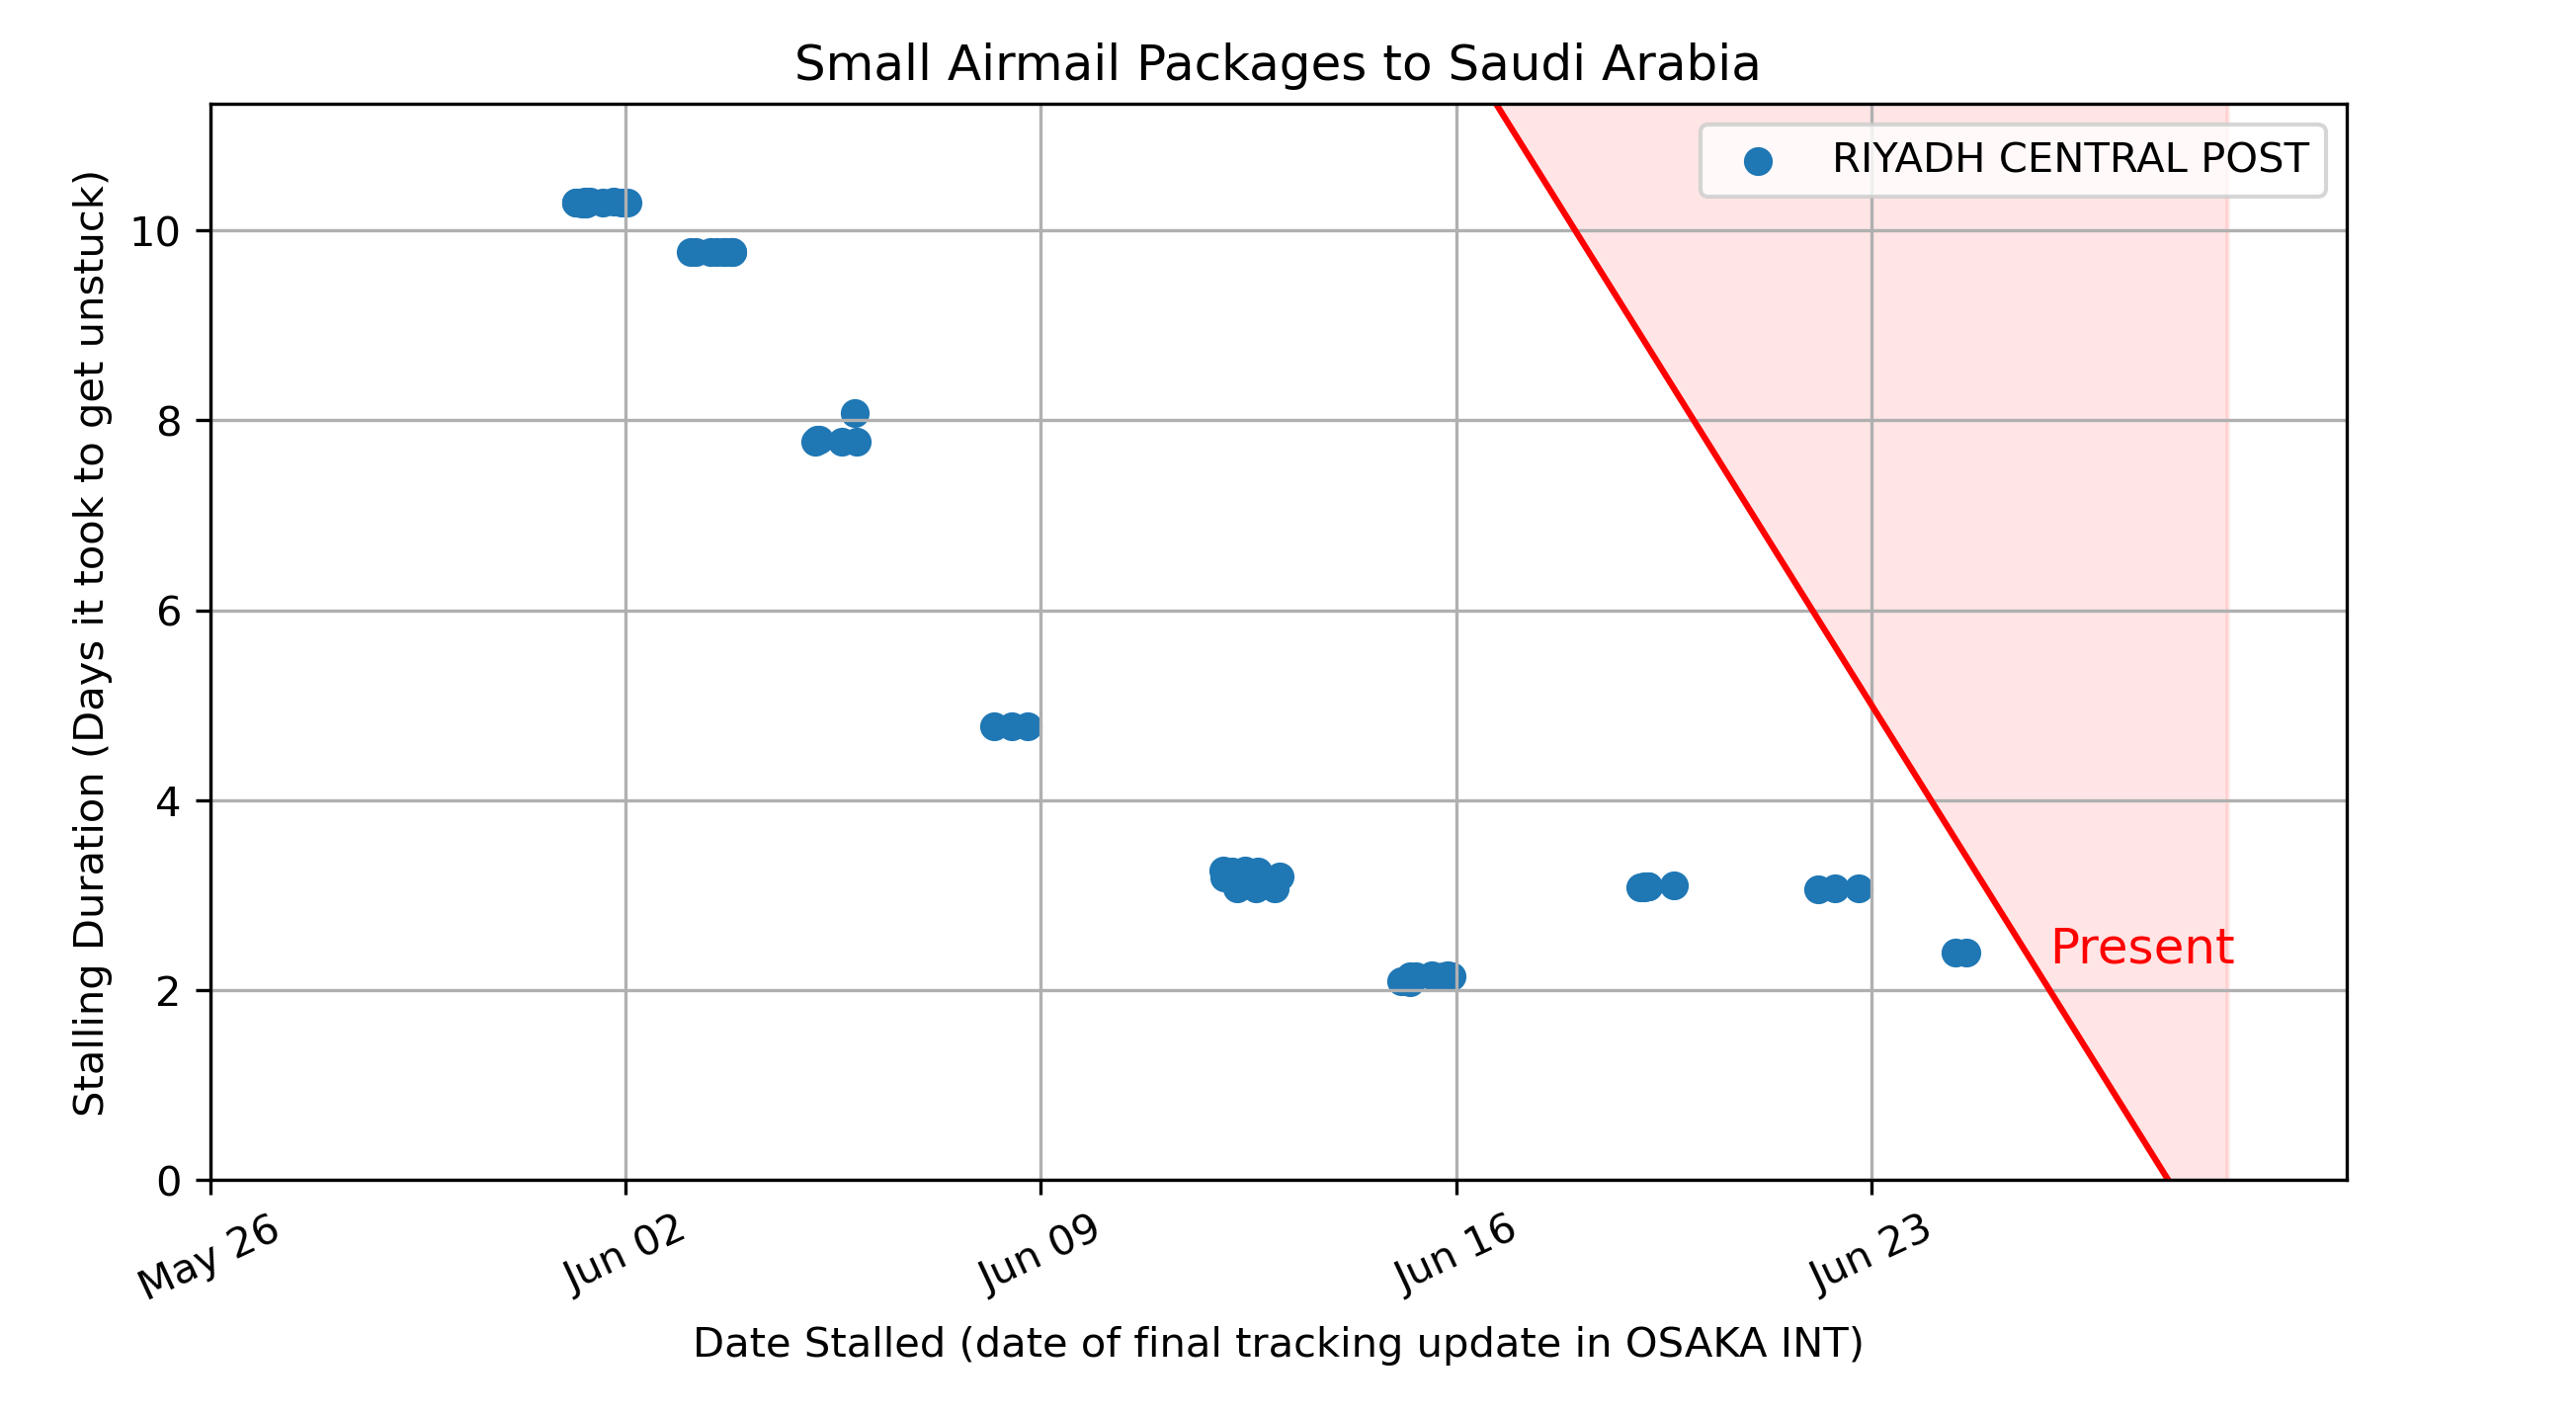 Small Airmail Packages to Saudi Arabia
RIYADH CENTRAL POST
Stalling Duration (Days it took to get unstuck)
10
8
6
4
2
0
Present
May 26
Jun 02
Jun 09
Jun 16
Jun 23
Date Stalled (date of final tracking update in OSAKA INT)